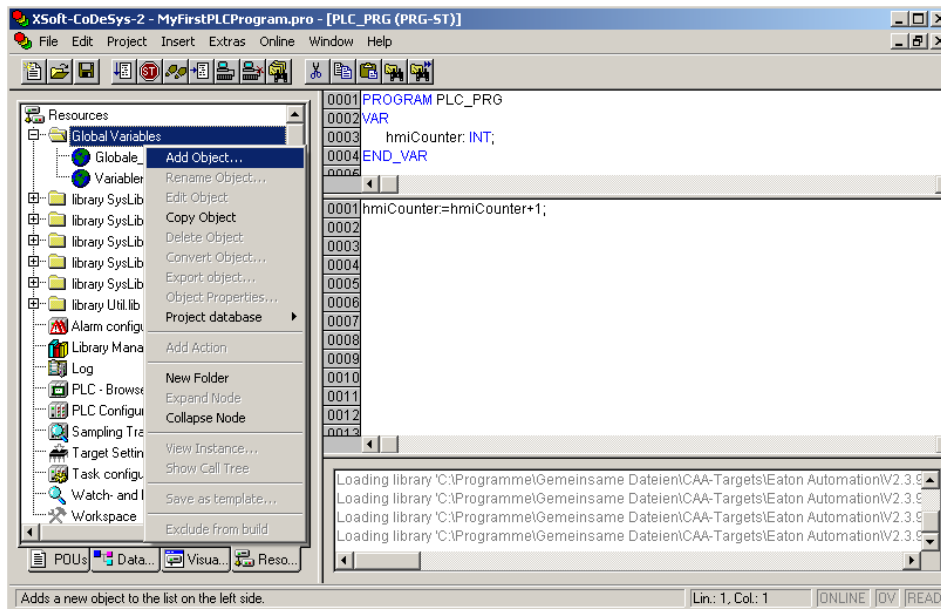 XSoft-CoDeSys-2 - MyFirstPLCProgram.pro - [PLC_PRG (PRG-ST)]
File Edit Project Insert Extras Online Window Help
Resources
Global Variables
Globale_
Variablen
library SysLib
library SysLib
library SysLib
library SysLib
library SysLib
library Util.lib
Alarm configu
Library Mana
Log
PLC - Browse
PLC Configur
Sampling Tra
Target Settin
Task configu
Watch- and
Workspace
Add Object...
Rename Object...
Edit Object
Copy Object
Delete Object
Convert Object...
Export object...
Object Properties...
Project database
Add Action
New Folder
Expand Node
Collapse Node
View Instance...
Show Call Tree
Save as template...
Exclude from build
POUs Data... Visua... Reso...
0001 PROGRAM PLC_PRG
0002 VAR
0003 hmiCounter: INT;
0004 END_VAR
0005
0001 hmiCounter:=hmiCounter+1;
0002
0003
0004
0005
0006
0007
0008
0009
0010
0011
0012
0013
Loading library 'C:\Programme\Gemeinsame Dateien\CAA-Targets\Eaton Automation\V2.3.9
Loading library 'C:\Programme\Gemeinsame Dateien\CAA-Targets\Eaton Automation\V2.3.9
Loading library 'C:\Programme\Gemeinsame Dateien\CAA-Targets\Eaton Automation\V2.3.9
Loading library 'C:\Programme\Gemeinsame Dateien\CAA-Targets\Eaton Automation\V2.3.9
Adds a new object to the list on the left side.
Lin.: 1, Col.: 1 ONLINE OV READ